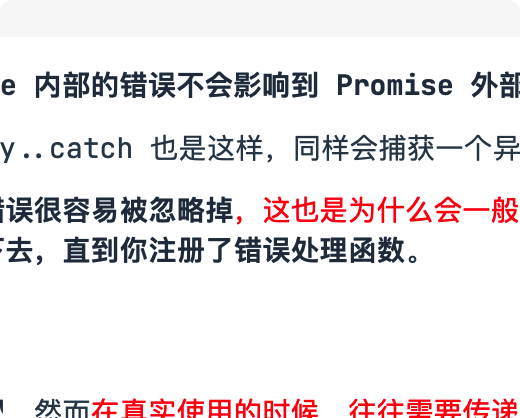 e 内部的错误不会影响到 Promise 外部
y..catch 也是这样，同样会捕获一个异
错误很容易被忽略掉，这也是为什么会一般
下去，直到你注册了错误处理函数。
然而在真实使用的时候，往往需要传递